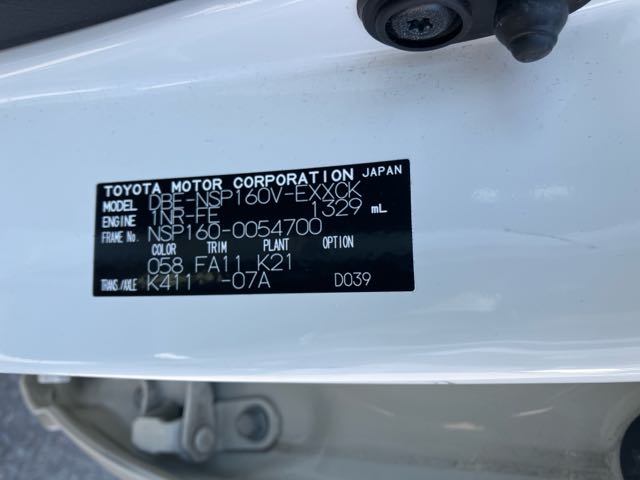 TOYOTA MOTOR CORPORATION JAPAN
MODEL DBE-NSP160V-EXXCK
ENGINE 1NR-FE 1329 mL
FRAME No. NSP160-0054700
COLOR TRIM PLANT OPTION
058 FA11 K21
TRANS./AXLE K411 -07A D039